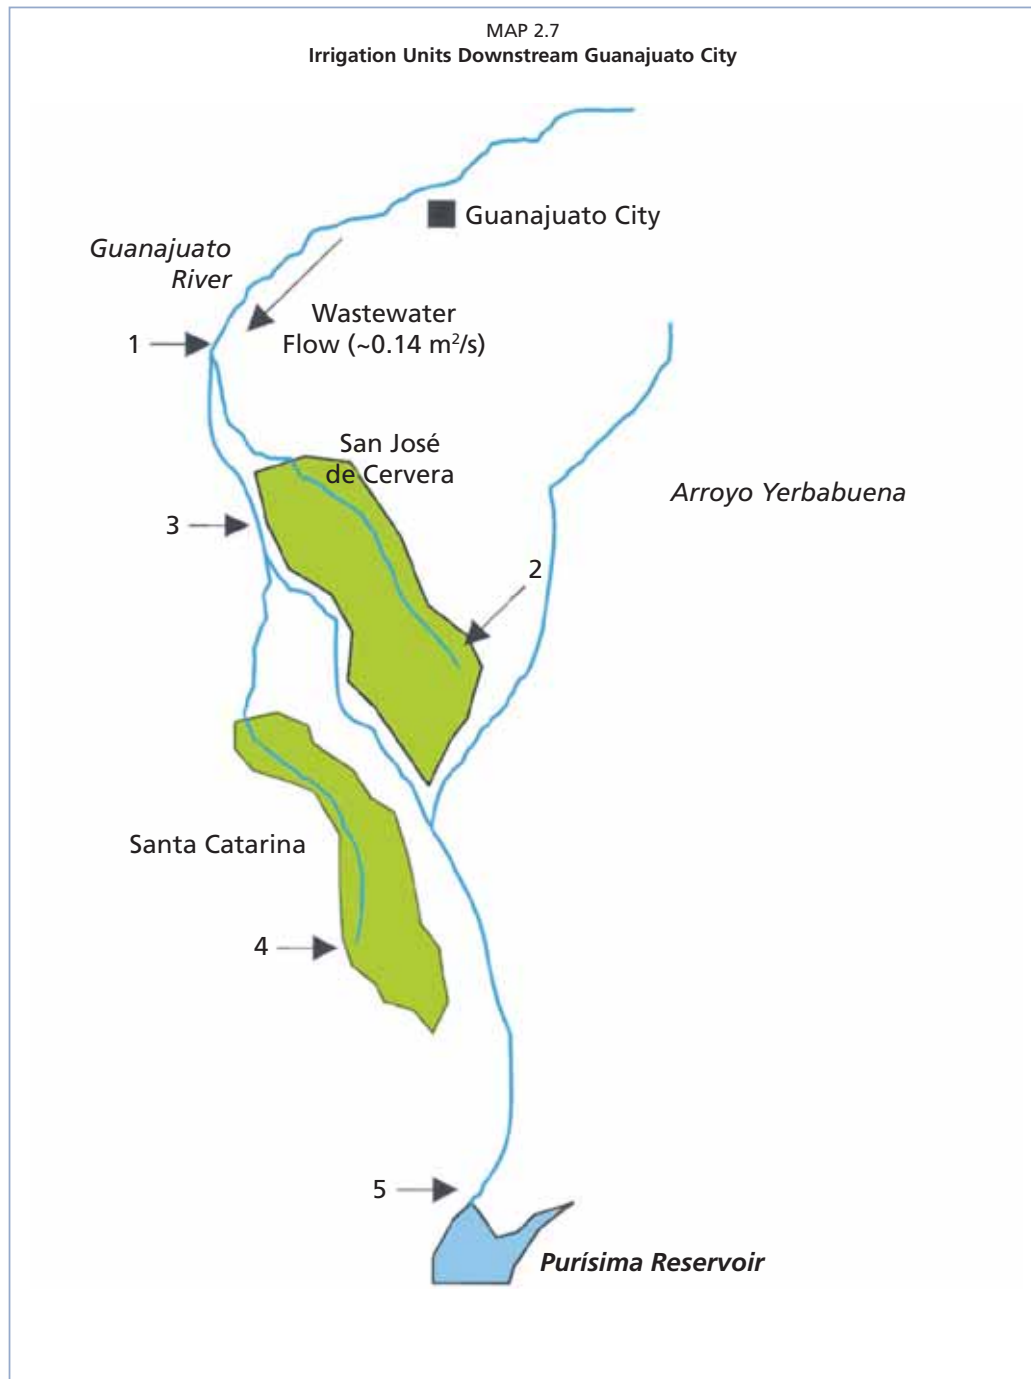 MAP 2.7
Irrigation Units Downstream Guanajuato City
Guanajuato City
Guanajuato
River
Wastewater
Flow (~0.14 m²/s)
1
San José
de Cervera
Arroyo Yerbabuena
3
2
Santa Catarina
4
5
Purísima Reservoir